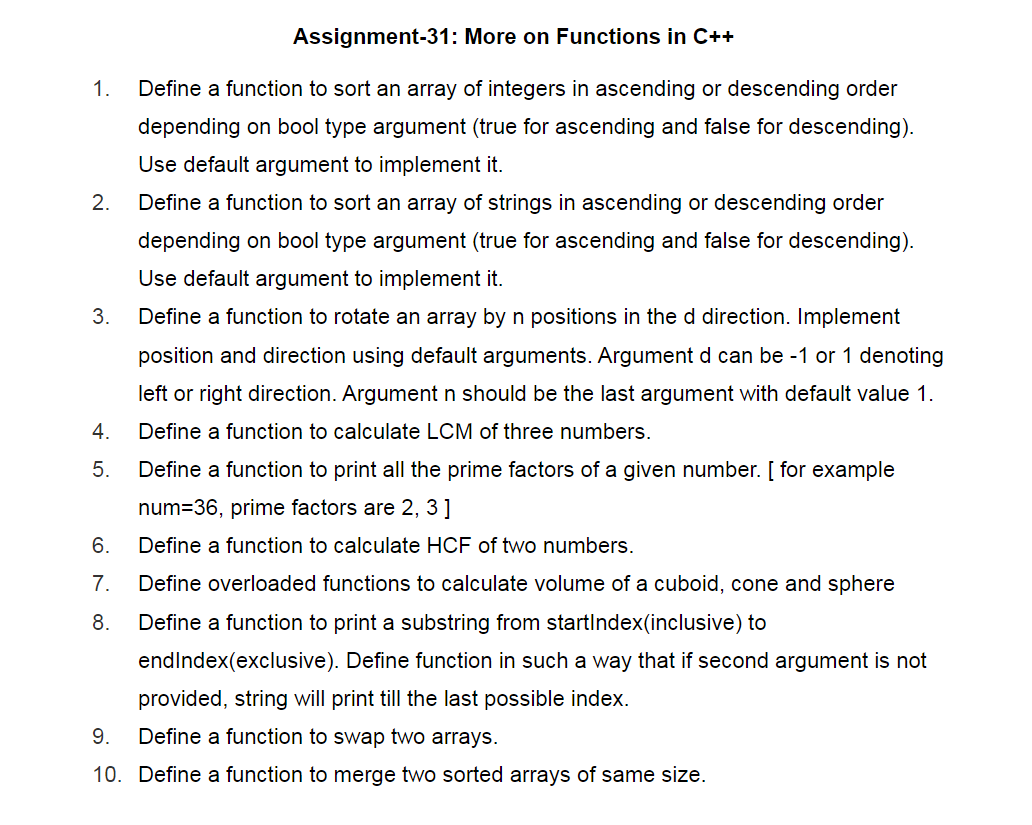 Assignment-31: More on Functions in C++
1. Define a function to sort an array of integers in ascending or descending order
depending on bool type argument (true for ascending and false for descending).
Use default argument to implement it.
2. Define a function to sort an array of strings in ascending or descending order
depending on bool type argument (true for ascending and false for descending).
Use default argument to implement it.
3. Define a function to rotate an array by n positions in the d direction. Implement
position and direction using default arguments. Argument d can be -1 or 1 denoting
left or right direction. Argument n should be the last argument with default value 1.
4. Define a function to calculate LCM of three numbers.
5. Define a function to print all the prime factors of a given number. [ for example
num=36, prime factors are 2, 3 ]
6. Define a function to calculate HCF of two numbers.
7. Define overloaded functions to calculate volume of a cuboid, cone and sphere
8. Define a function to print a substring from startIndex(inclusive) to
endIndex(exclusive). Define function in such a way that if second argument is not
provided, string will print till the last possible index.
9. Define a function to swap two arrays.
10. Define a function to merge two sorted arrays of same size.